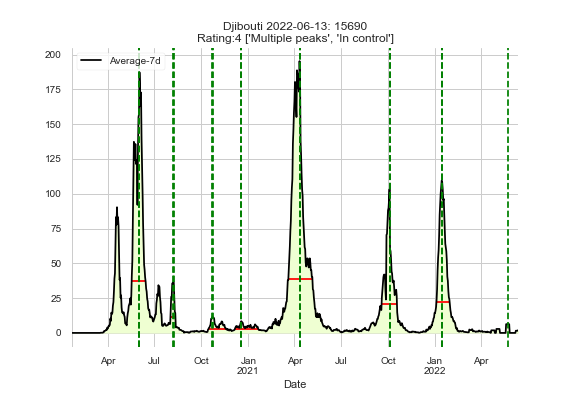 Djibouti 2022-06-13: 15690
Rating:4 ['Multiple peaks', 'In control']
Average-7d
200
175
150
125
100
75
50
25
0
Apr Jul Oct Jan Apr Jul Oct Jan Apr
2021 2022
Date